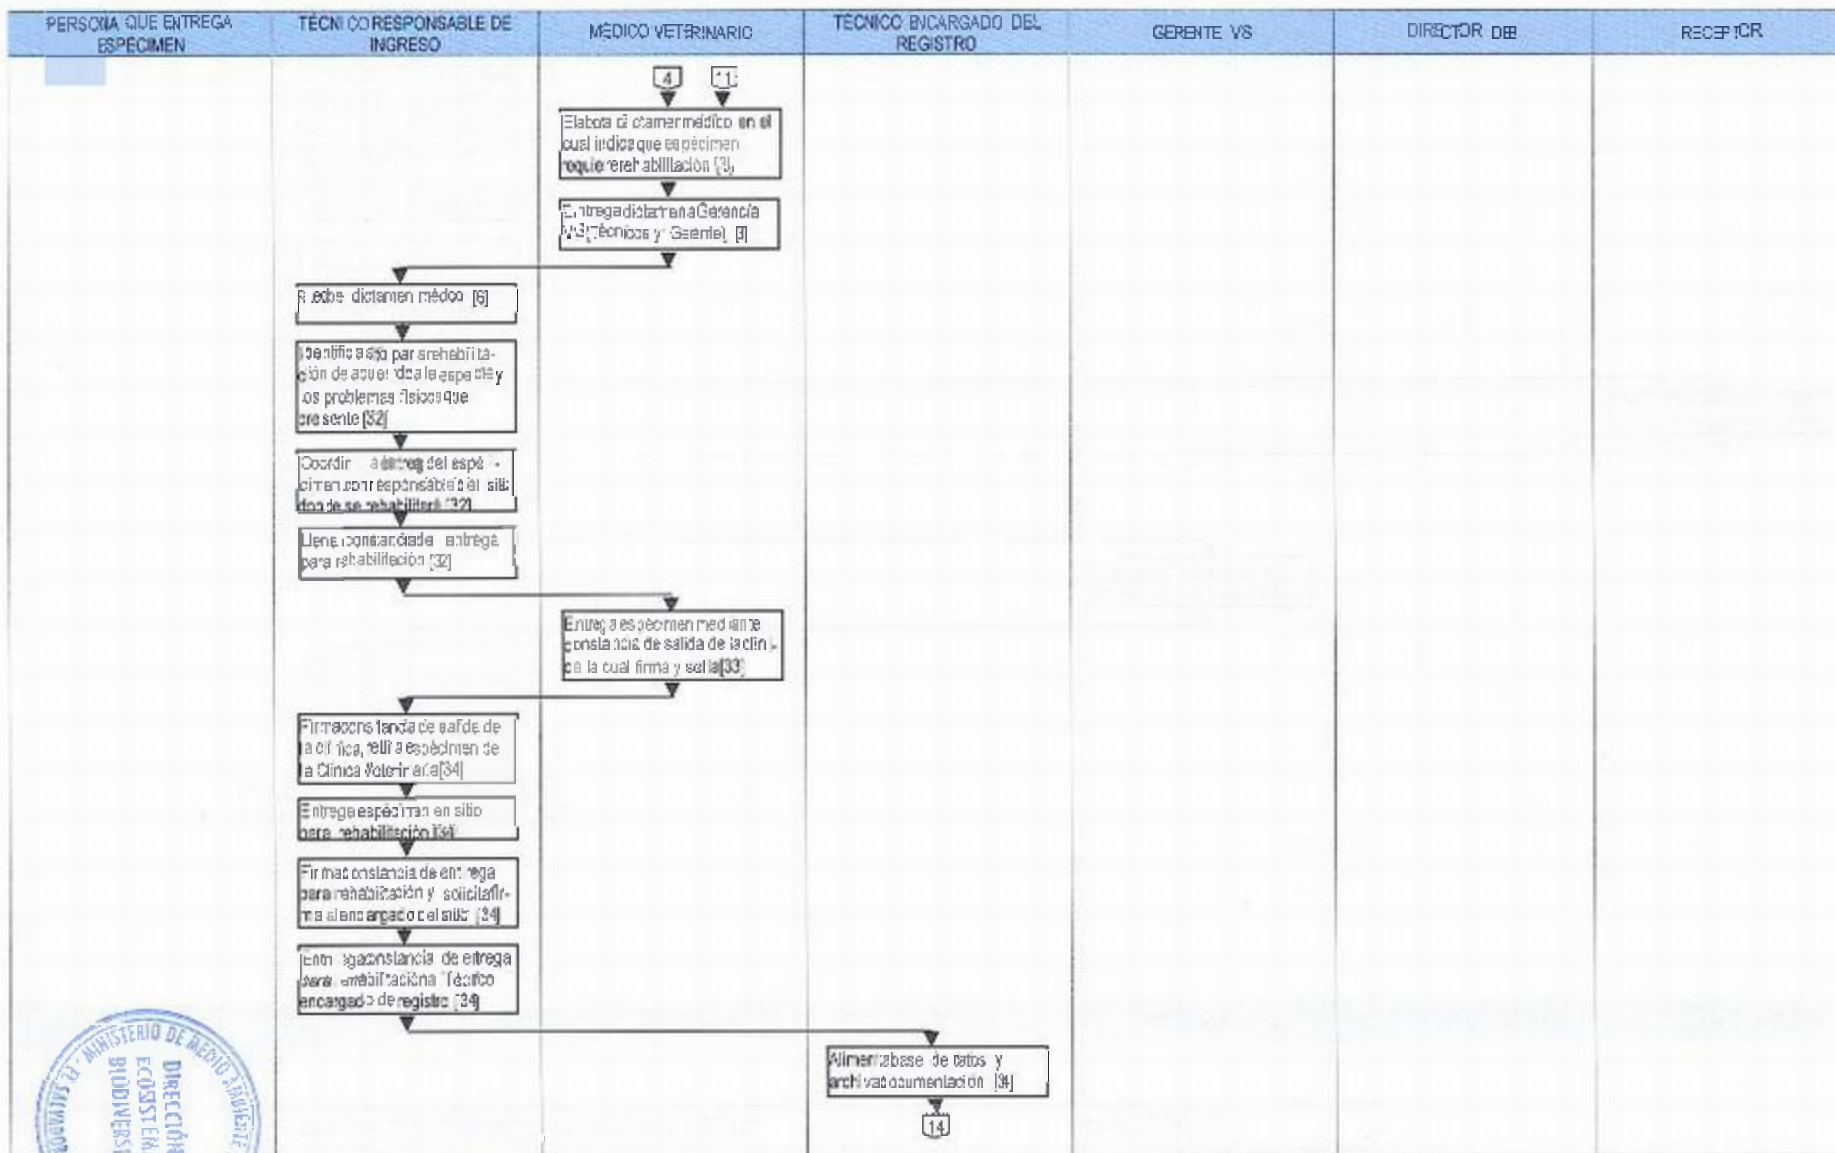 PERSONA QUE ENTREGA
ESPECIMEN
TÉCNICO RESPONSABLE DE
INGRESO
MÉDICO VETERINARIO
TÉCNICO ENCARGADO DEL
REGISTRO
GERENTE VS
DIRECTOR DEB
RECEPTOR
4
11
Elabora dictamen médico en el
cual indica que espécimen
requiere rehabilitación [3]
Entrega dictamen a Gerencia
VS (Técnicos y Gerente) [3]
Recibe dictamen médico [6]
Identifica sitio para rehabilita-
ción de acuerdo a la especie y
los problemas físicos que
presente [32]
Coordina entrega del espé-
cimen con responsable del sitio
donde se rehabilitará [32]
Llena constancia de entrega
para rehabilitación [32]
Entrega espécimen mediante
constancia de salida de la clíni-
ca la cual firma y sella [33]
Firma constancia de salida de
la clínica, retira espécimen de
la Clínica Veterinaria [34]
Entrega espécimen en sitio
para rehabilitación [34]
Firma constancia de entrega
para rehabilitación y solicita fir-
ma al encargado del sitio [34]
Entrega constancia de entrega
para rehabilitación a Técnico
encargado de registro [34]
Alimenta base de datos y
archiva documentación [34]
14
MINISTERIO DE MEDIO AMBIENTE
DIRECCIÓN